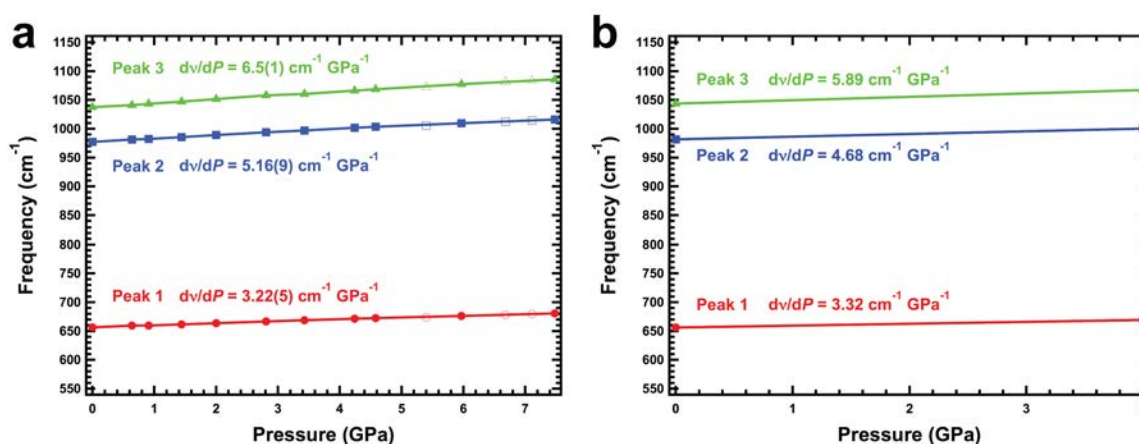 a
b
1150
1100
1050
1000
950
900
850
800
750
700
650
600
550
Frequency (cm⁻¹)
Peak 3 dν/dP = 6.5(1) cm⁻¹ GPa⁻¹
Peak 2 dν/dP = 5.16(9) cm⁻¹ GPa⁻¹
Peak 1 dν/dP = 3.22(5) cm⁻¹ GPa⁻¹
0 1 2 3 4 5 6 7
Pressure (GPa)
1150
1100
1050
1000
950
900
850
800
750
700
650
600
550
Frequency (cm⁻¹)
Peak 3 dν/dP = 5.89 cm⁻¹ GPa⁻¹
Peak 2 dν/dP = 4.68 cm⁻¹ GPa⁻¹
Peak 1 dν/dP = 3.32 cm⁻¹ GPa⁻¹
0 1 2 3
Pressure (GPa)